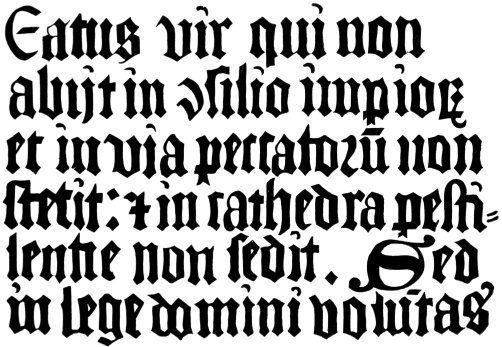 Eatus vir qui non
abijt in ꝯsilio impioꝝ
et in via peccatorū non
stetit: ⁊ in cathedra pesti⸗
lentie non sedit. Sed
in lege domini volūtas